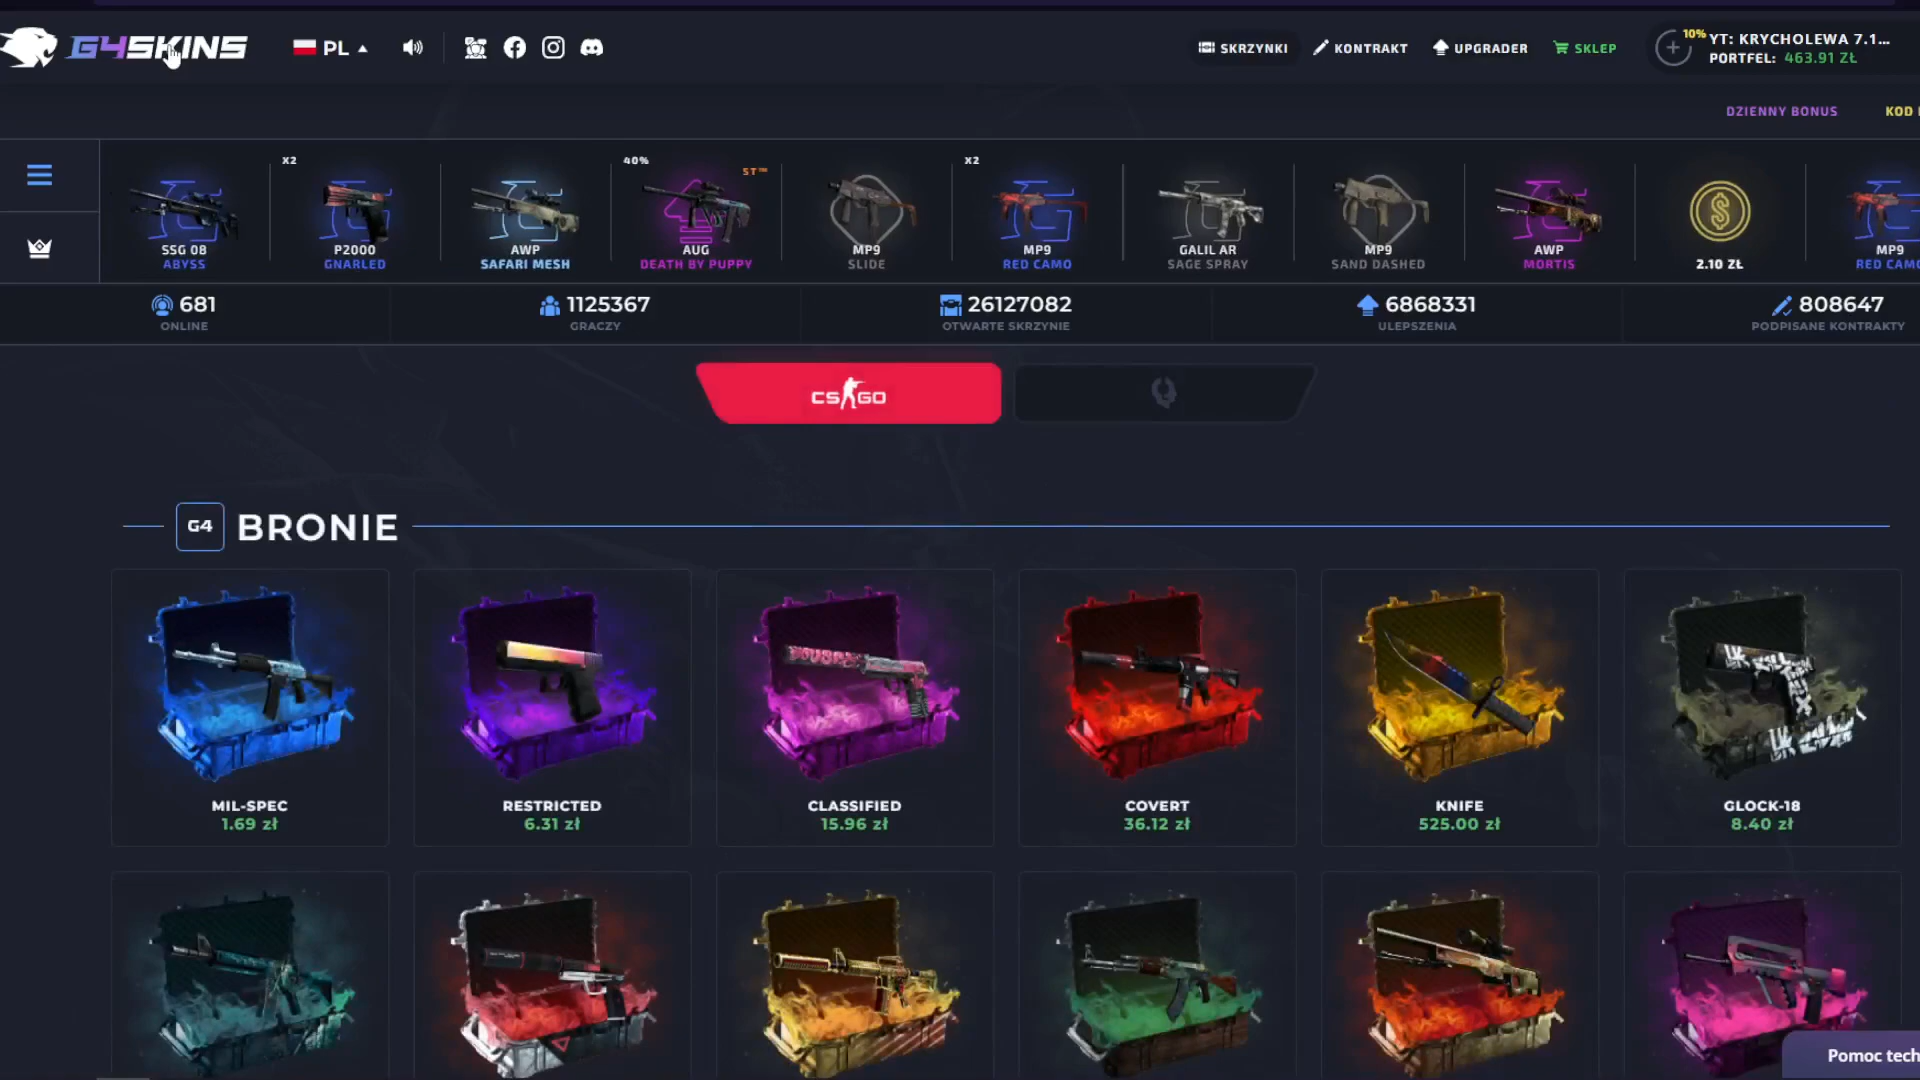 G4SKINS
PL
SKRZYNKI
KONTRAKT
UPGRADER
SKLEP
10%
YT: KRYCHOLEWA 7.1...
PORTFEL: 463.91 ZŁ
DZIENNY BONUS
KOD
SSG 08
ABYSS
X2
P2000
GNARLED
AWP
SAFARI MESH
40%
ST™
AUG
DEATH BY PUPPY
MP9
SLIDE
X2
MP9
RED CAMO
GALIL AR
SAGE SPRAY
MP9
SAND DASHED
AWP
MORTIS
2.10 ZŁ
MP9
RED CAMO
681
ONLINE
1125367
GRACZY
26127082
OTWARTE SKRZYNIE
6868331
ULEPSZENIA
808647
PODPISANE KONTRAKTY
CS GO
G4
BRONIE
MIL-SPEC
1.69 zł
RESTRICTED
6.31 zł
CLASSIFIED
15.96 zł
COVERT
36.12 zł
KNIFE
525.00 zł
GLOCK-18
8.40 zł
Pomoc tech